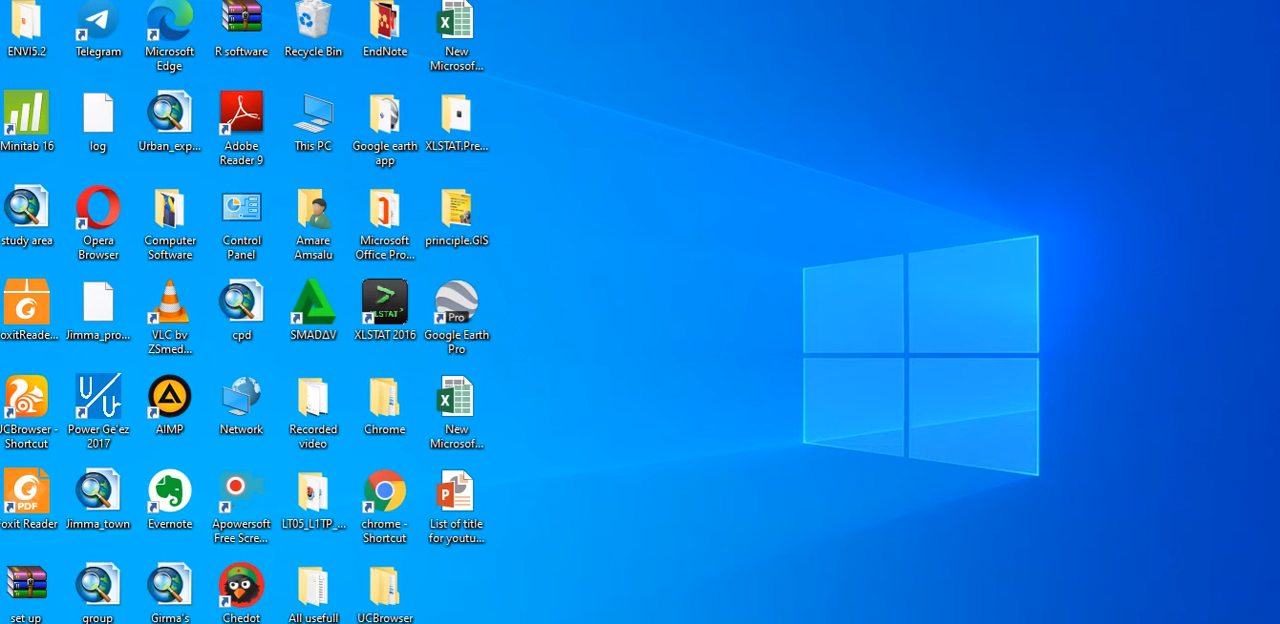 ENVI5.2
Telegram
Microsoft
Edge
R software
Recycle Bin
EndNote
New
Microsof...
Minitab 16
log
Urban_exp...
Adobe
Reader 9
This PC
Google earth
app
XLSTAT.Pre...
study area
Opera
Browser
Computer
Software
Control
Panel
Amare
Amsalu
Microsoft
Office Pro...
principle.GIS
oxitReade...
Jimma_pro...
VLC bv
ZSmed...
cpd
SMADΔV
XLSTAT 2016
Google Earth
Pro
UCBrowser -
Shortcut
Power Ge'ez
2017
AIMP
Network
Recorded
video
Chrome
New
Microsof...
PDF
oxit Reader
Jimma_town
Evernote
Apowersoft
Free Scre...
LT05_L1TP_...
chrome -
Shortcut
List of title
for youtu...
set up
group
Girma's
Chedot
All usefull
UCBrowser